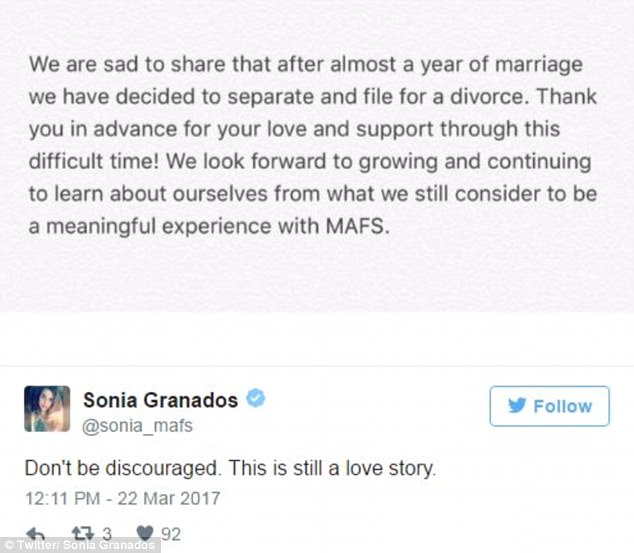 We are sad to share that after almost a year of marriage
we have decided to separate and file for a divorce. Thank
you in advance for your love and support through this
difficult time! We look forward to growing and continuing
to learn about ourselves from what we still consider to be
a meaningful experience with MAFS.
Sonia Granados
@sonia_mafs
Follow
Don't be discouraged. This is still a love story.
12:11 PM - 22 Mar 2017
3
92
© Twitter/ Sonia Granados